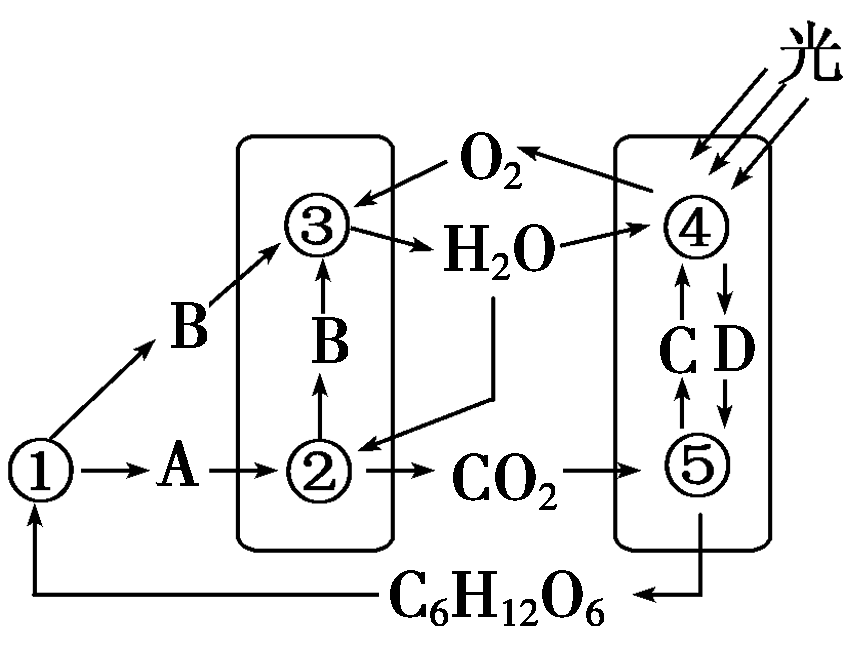 光
O₂
③
④
H₂O
B
B
C D
①
A
②
CO₂
⑤
C₆H₁₂O₆